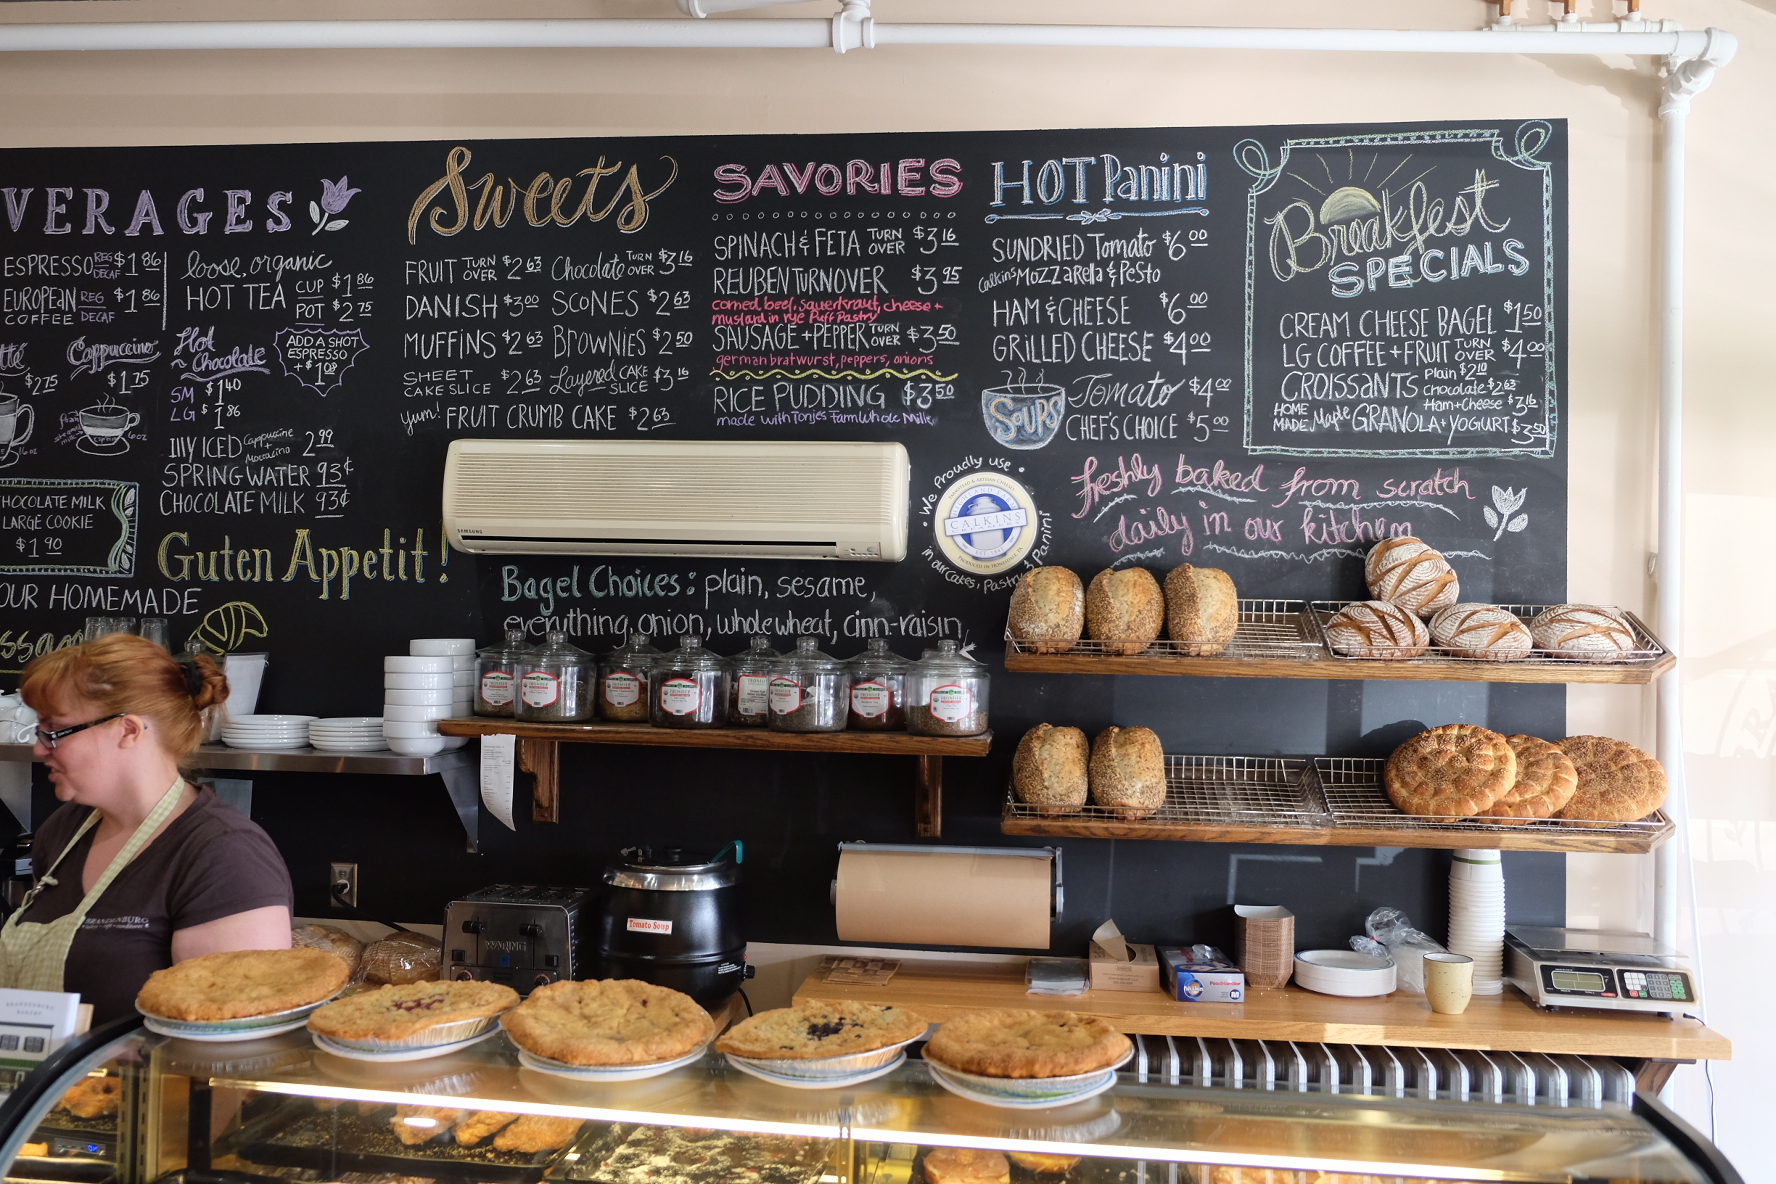 VERAGES
ESPRESSO REG DECAF $1.86
EUROPEAN COFFEE REG DECAF $1.86
loose, organic
HOT TEA CUP $1.86
POT $2.75
$2.75
Cappuccino
$1.75
Hot Chocolate
SM $1.40
LG $1.86
ADD A SHOT
ESPRESSO
+$1.09
ILLY ICED Cappuccino + Moccacino 2.99
SPRING WATER 93¢
CHOCOLATE MILK 93¢
HOCOLATE MILK
LARGE COOKIE
$1.90
Guten Appetit!
OUR HOMEMADE
Sweets
FRUIT TURN OVER $2.63
Chocolate TURN OVER $3.16
DANISH $3.00
SCONES $2.63
MUFFINS $2.63
BROWNIES $2.50
SHEET CAKE SLICE $2.63
Layered CAKE SLICE $3.16
yum! FRUIT CRUMB CAKE $2.63
SAVORIES
SPINACH & FETA TURN OVER $3.16
REUBEN TURNOVER $3.95
corned beef, sauerkraut, cheese +
mustard in rye Puff Pastry
SAUSAGE + PEPPER TURN OVER $3.50
german bratwurst, peppers, onions
RICE PUDDING $3.50
made with Tonjes Farm Whole Milk
HOT Panini
SUNDRIED Tomato $6.00
Calkins MOZZARella & Pesto
HAM & CHEESE $6.00
GRILLED CHEESE $4.00
SOUPS
Tomato $4.00
CHEF'S CHOICE $5.00
Breakfest
SPECIALS
CREAM CHEESE BAGEL $1.50
LG COFFEE + FRUIT TURN OVER $4.00
CROISSANTS Plain $2.10
Chocolate $2.63
Ham + Cheese $3.16
HOME MADE Maple GRANOLA + YOGURT $3.50
We Proudly use
CALKINS
in our Cakes, Pastry & Panini
freshly baked from scratch
daily in our kitchen
SAMSUNG
Bagel Choices: plain, sesame,
everything, onion, whole wheat, cinn-raisin
WARING
Tomato Soup
BRANDENBURG
BAKERY